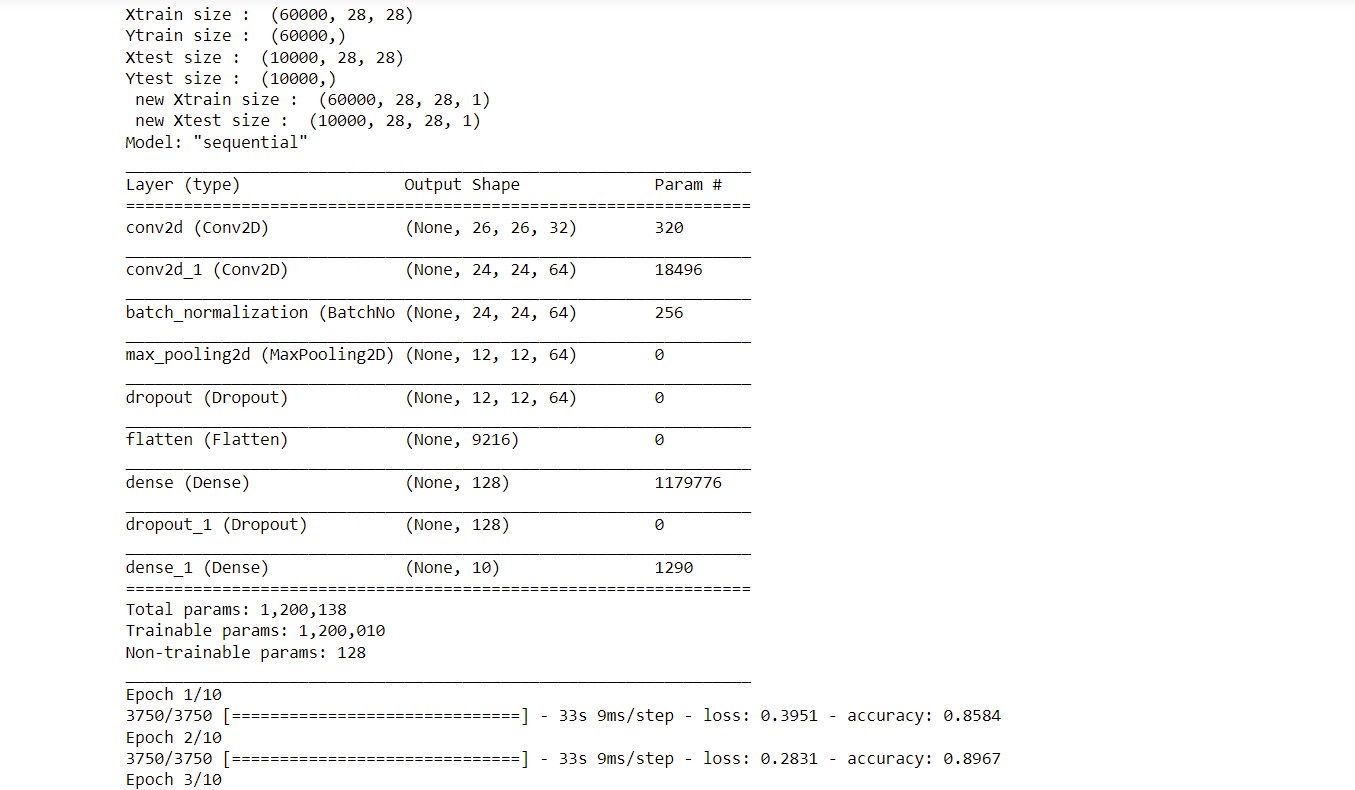 Xtrain size :  (60000, 28, 28)
Ytrain size :  (60000,)
Xtest size :  (10000, 28, 28)
Ytest size :  (10000,)
 new Xtrain size :  (60000, 28, 28, 1)
 new Xtest size :  (10000, 28, 28, 1)
Model: "sequential"
_________________________________________________________________
Layer (type)                 Output Shape              Param #
=================================================================
conv2d (Conv2D)              (None, 26, 26, 32)        320
_________________________________________________________________
conv2d_1 (Conv2D)            (None, 24, 24, 64)        18496
_________________________________________________________________
batch_normalization (BatchNo (None, 24, 24, 64)        256
_________________________________________________________________
max_pooling2d (MaxPooling2D) (None, 12, 12, 64)        0
_________________________________________________________________
dropout (Dropout)            (None, 12, 12, 64)        0
_________________________________________________________________
flatten (Flatten)            (None, 9216)              0
_________________________________________________________________
dense (Dense)                (None, 128)               1179776
_________________________________________________________________
dropout_1 (Dropout)          (None, 128)               0
_________________________________________________________________
dense_1 (Dense)              (None, 10)                1290
=================================================================
Total params: 1,200,138
Trainable params: 1,200,010
Non-trainable params: 128
_________________________________________________________________
Epoch 1/10
3750/3750 [==============================] - 33s 9ms/step - loss: 0.3951 - accuracy: 0.8584
Epoch 2/10
3750/3750 [==============================] - 33s 9ms/step - loss: 0.2831 - accuracy: 0.8967
Epoch 3/10